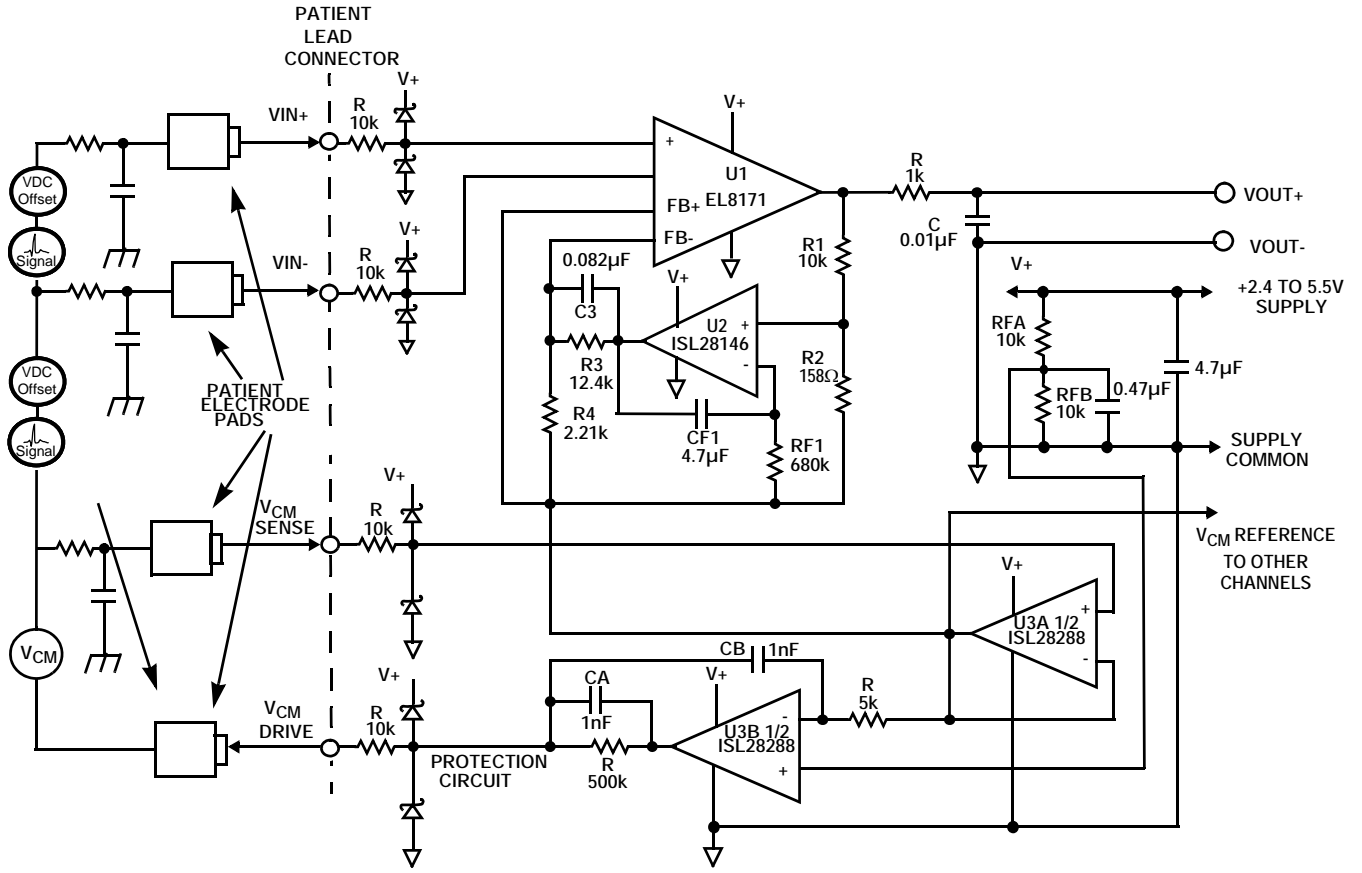 PATIENT
LEAD
CONNECTOR
V+
R
10k
VIN+
VDC
Offset
Signal
V+
R
10k
VIN-
VDC
Offset
Signal
PATIENT
ELECTRODE
PADS
+
FB+
FB-
V+
U1
EL8171
0.082µF
C3
V+
U2
ISL28146
+
-
R3
12.4k
R4
2.21k
CF1
4.7µF
RF1
680k
R1
10k
R2
158Ω
R
1k
C
0.01µF
VOUT+
VOUT-
V+
+2.4 TO 5.5V
SUPPLY
RFA
10k
RFB
10k
0.47µF
4.7µF
SUPPLY
COMMON
VCM REFERENCE
TO OTHER
CHANNELS
VCM
SENSE
R
10k
V+
V+
+
U3A 1/2
ISL28288
-
VCM
VCM
DRIVE
R
10k
V+
PROTECTION
CIRCUIT
CA
1nF
R
500k
CB
1nF
V+
-
U3B 1/2
ISL28288
+
R
5k